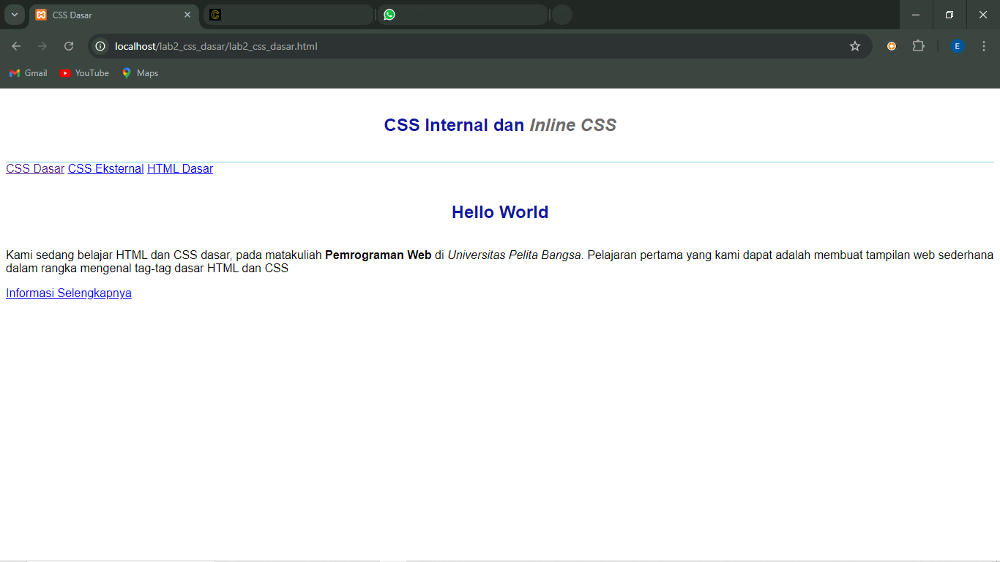 CSS Dasar
localhost/lab2_css_dasar/lab2_css_dasar.html
E
Gmail YouTube Maps
CSS Internal dan Inline CSS
CSS Dasar CSS Eksternal HTML Dasar
Hello World
Kami sedang belajar HTML dan CSS dasar, pada matakuliah Pemrograman Web di Universitas Pelita Bangsa. Pelajaran pertama yang kami dapat adalah membuat tampilan web sederhana
dalam rangka mengenal tag-tag dasar HTML dan CSS
Informasi Selengkapnya